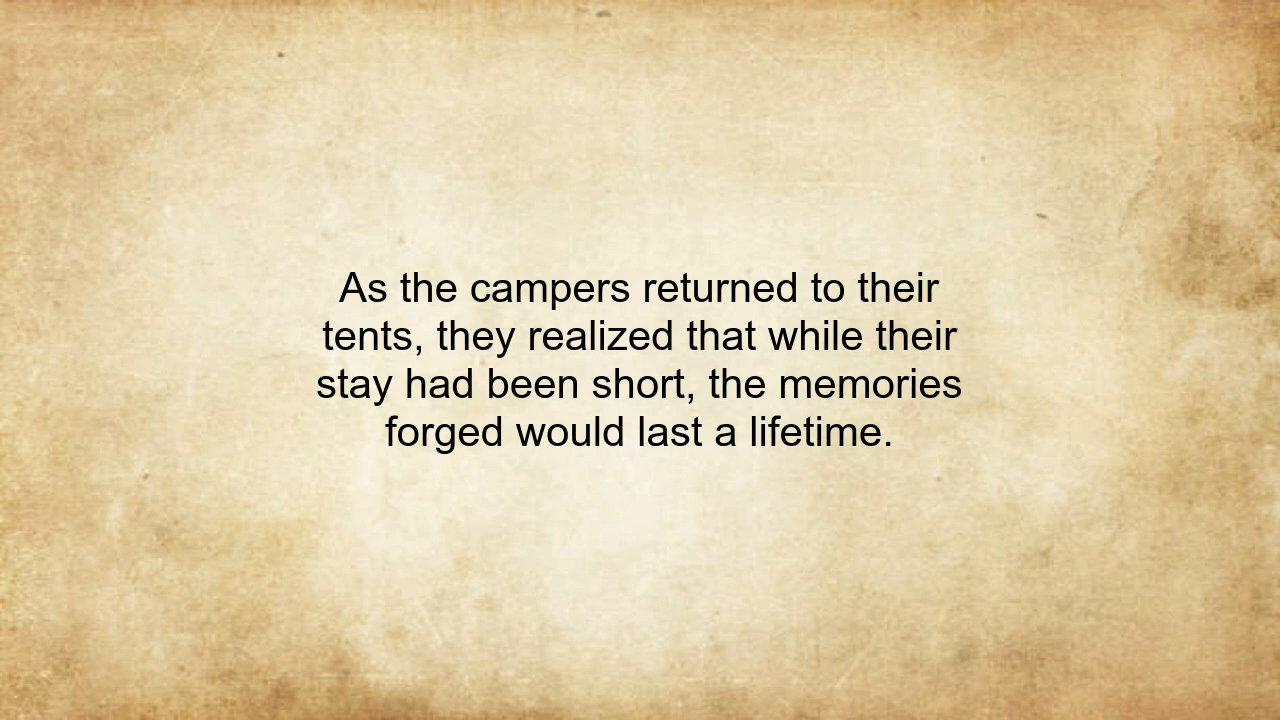 As the campers returned to their
tents, they realized that while their
stay had been short, the memories
forged would last a lifetime.